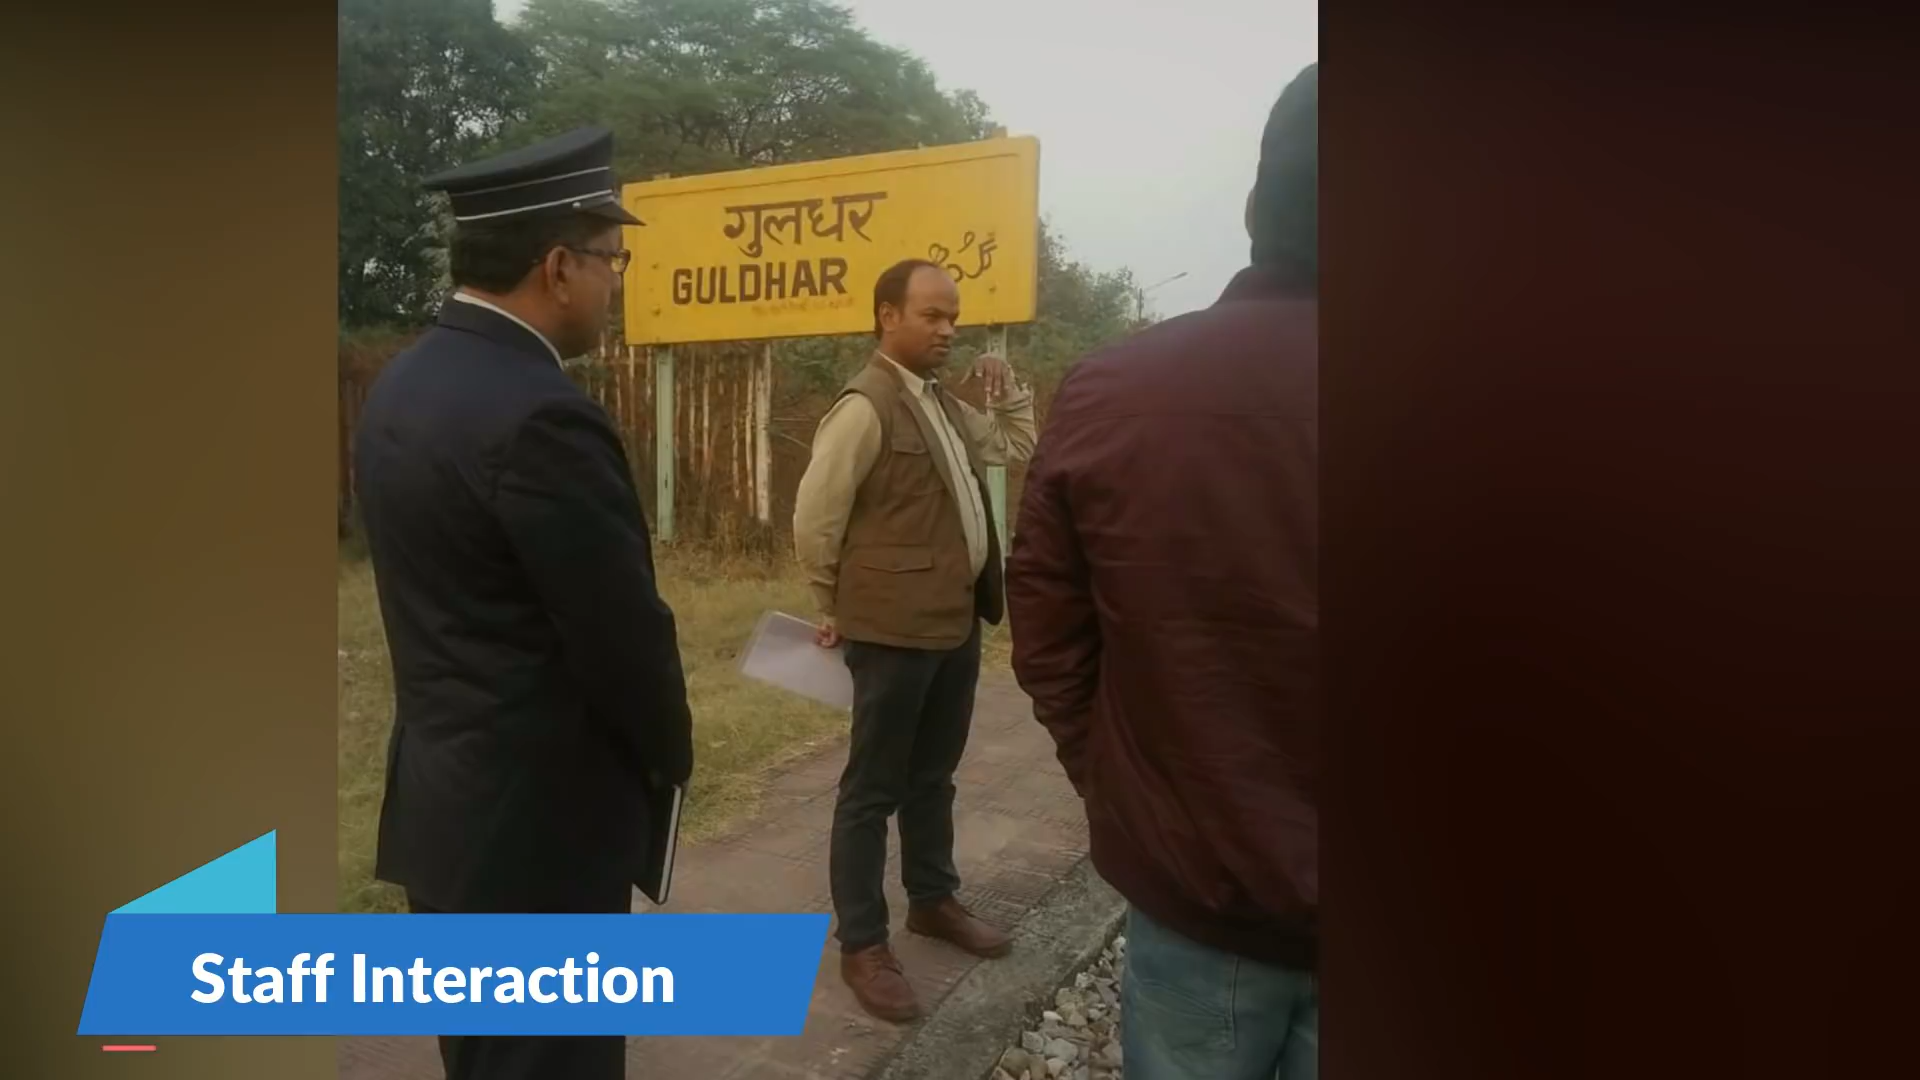 गुलधर
GULDHAR
Staff Interaction